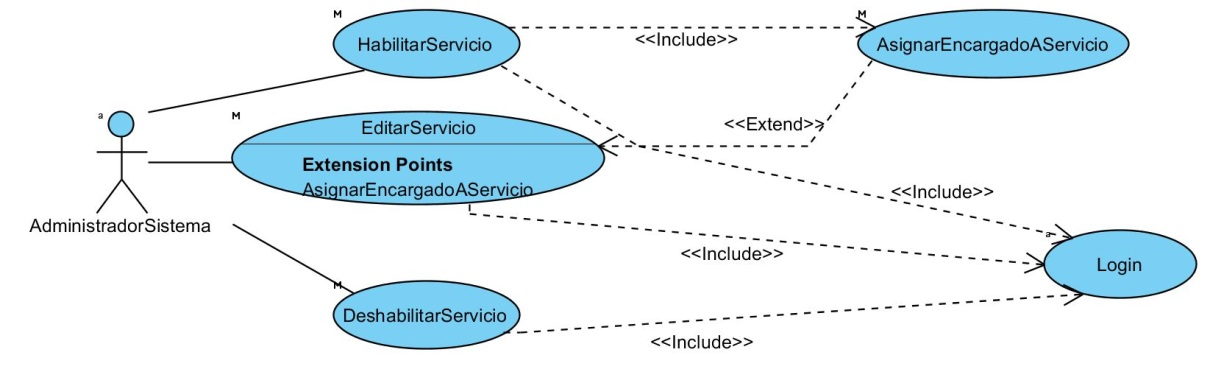 M
HabilitarServicio
<<Include>>
M
AsignarEncargadoAServicio
a
M
EditarServicio
Extension Points
AsignarEncargadoAServicio
<<Extend>>
AdministradorSistema
<<Include>>
<<Include>>
a
Login
M
DeshabilitarServicio
<<Include>>